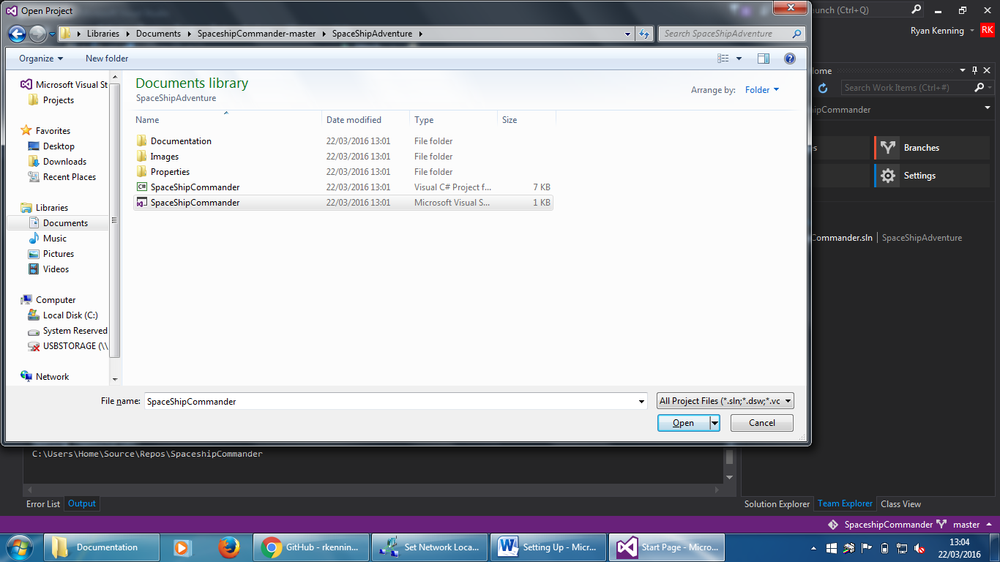 Open Project
aunch (Ctrl+Q)
Ryan Kenning
RK
Libraries
Documents
SpaceshipCommander-master
SpaceShipAdventure
Search SpaceShipAdventure
Organize
New folder
Microsoft Visual St
Projects
Favorites
Desktop
Downloads
Recent Places
Libraries
Documents
Music
Pictures
Videos
Computer
Local Disk (C:)
System Reserved
USBSTORAGE (\\
Network
Documents library
SpaceShipAdventure
Arrange by: Folder
Name Date modified Type Size
Documentation 22/03/2016 13:01 File folder
Images 22/03/2016 13:01 File folder
Properties 22/03/2016 13:01 File folder
SpaceShipCommander 22/03/2016 13:01 Visual C# Project f... 7 KB
SpaceShipCommander 22/03/2016 13:01 Microsoft Visual S... 1 KB
File name: SpaceShipCommander
All Project Files (*.sln;*.dsw;*.vc
Open
Cancel
ome
Search Work Items (Ctrl+#)
hipCommander
es
Branches
Settings
Commander.sln | SpaceShipAdventure
C:\Users\Home\Source\Repos\SpaceshipCommander
Error List
Output
Solution Explorer
Team Explorer
Class View
SpaceshipCommander
master
Documentation
GitHub - rkennin...
Set Network Loca...
Setting Up - Micr...
Start Page - Micro...
13:04
22/03/2016